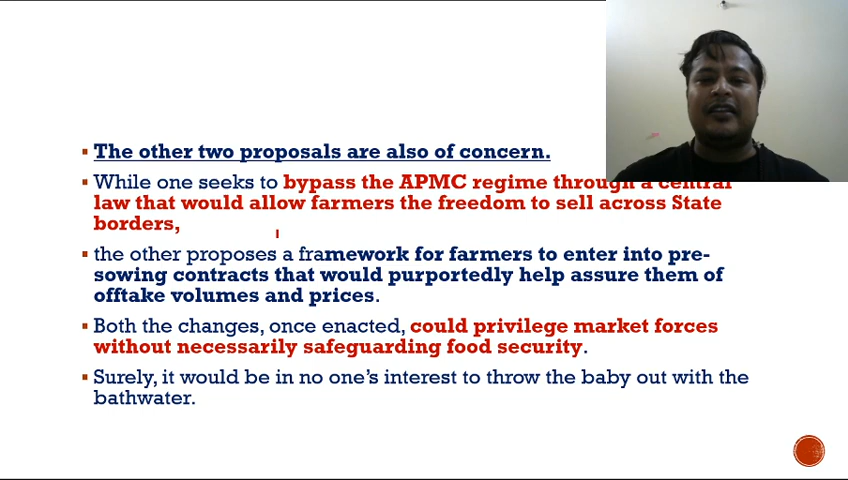 The other two proposals are also of concern.
While one seeks to bypass the APMC regime through a central
law that would allow farmers the freedom to sell across State
borders,
the other proposes a framework for farmers to enter into pre-
sowing contracts that would purportedly help assure them of
offtake volumes and prices.
Both the changes, once enacted, could privilege market forces
without necessarily safeguarding food security.
Surely, it would be in no one's interest to throw the baby out with the
bathwater.